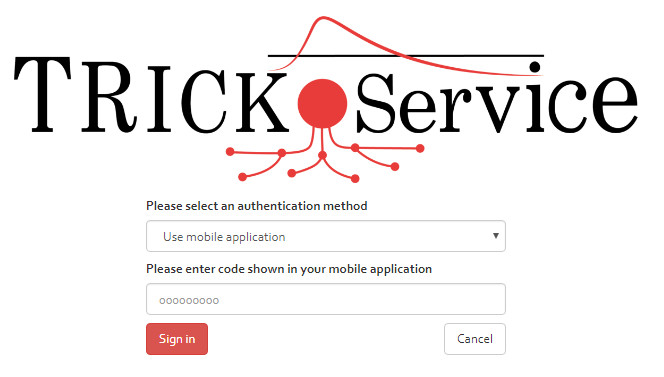 TRICK Service
Please select an authentication method
Use mobile application
Please enter code shown in your mobile application
ooooooooo
Sign in
Cancel